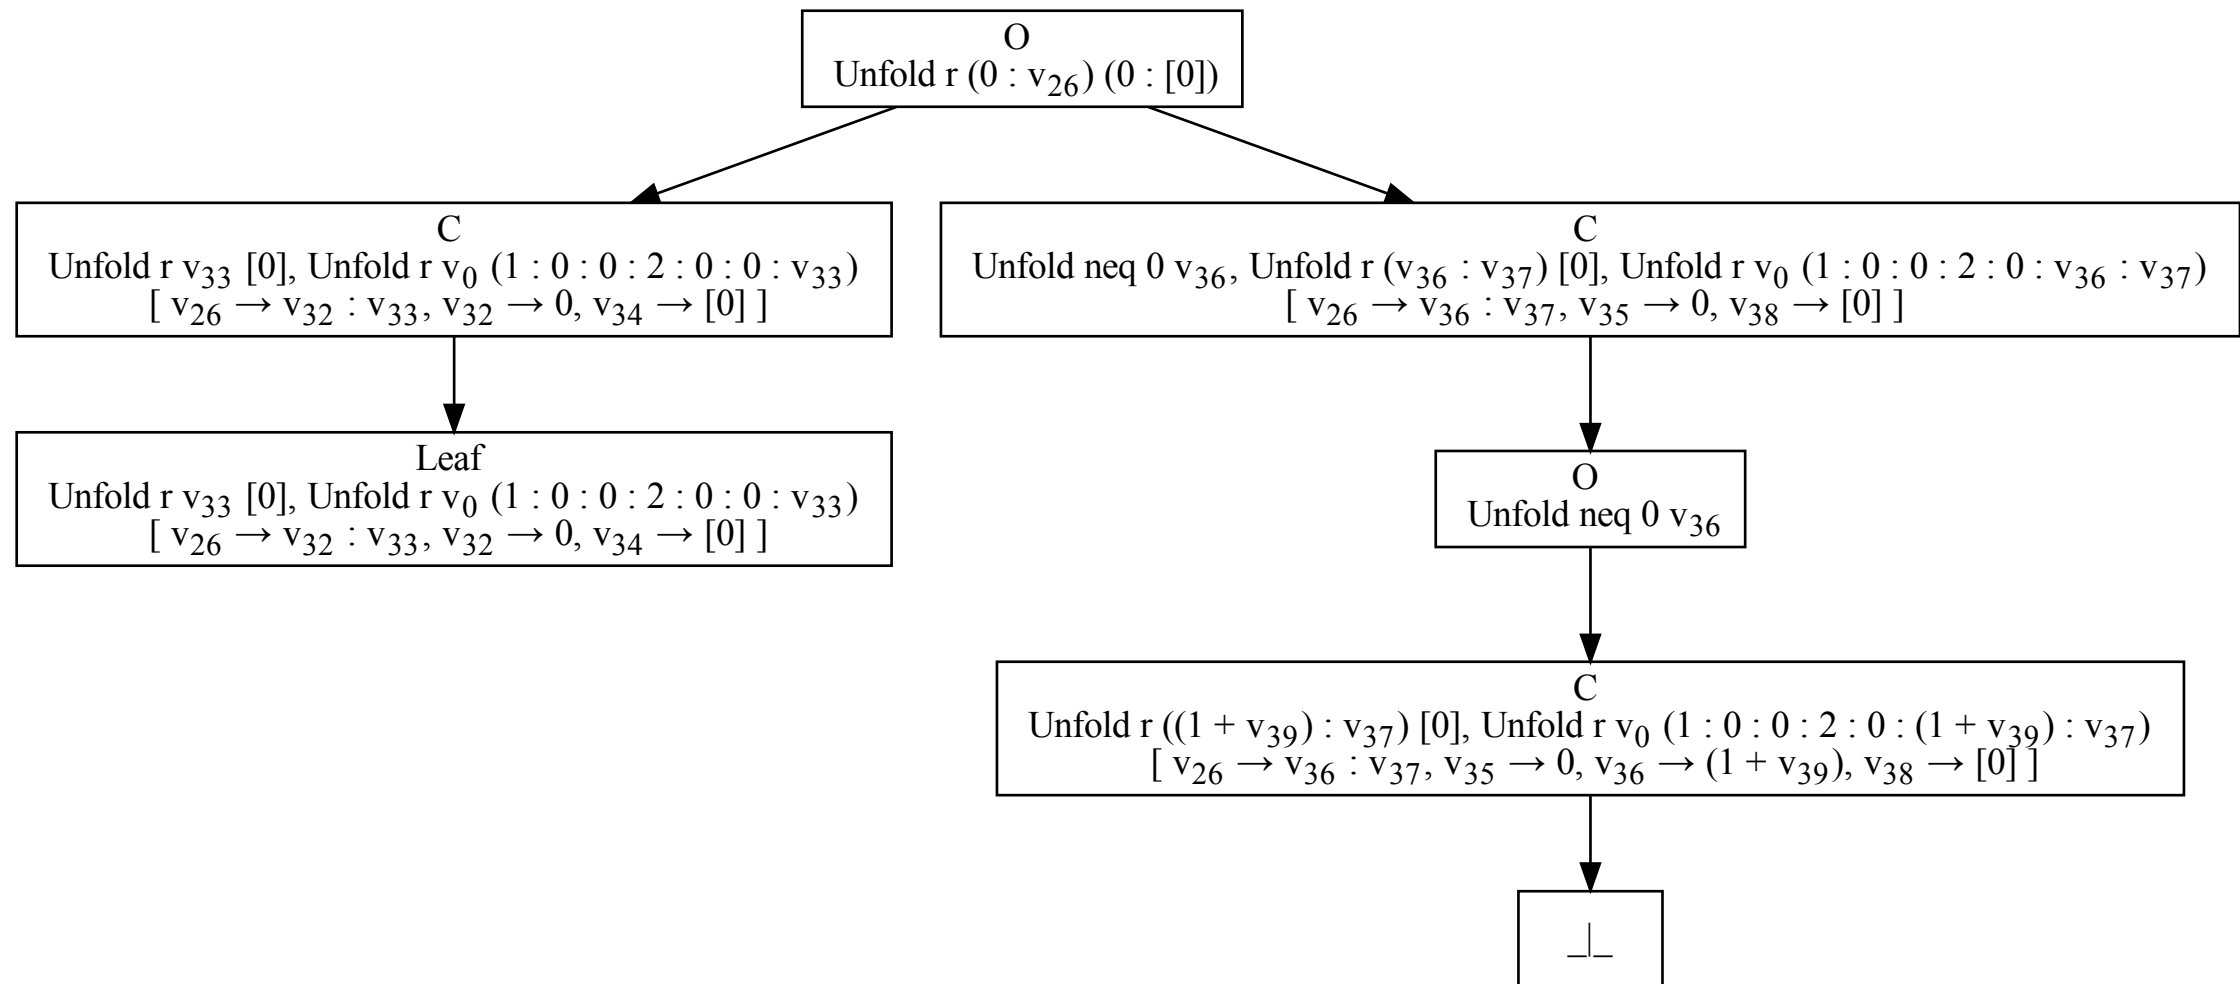 O
Unfold r (0 : v26) (0 : [0])
C
Unfold r v33 [0], Unfold r v0 (1 : 0 : 0 : 2 : 0 : 0 : v33)
[ v26 → v32 : v33, v32 → 0, v34 → [0] ]
C
Unfold neq 0 v36, Unfold r (v36 : v37) [0], Unfold r v0 (1 : 0 : 0 : 2 : 0 : v36 : v37)
[ v26 → v36 : v37, v35 → 0, v38 → [0] ]
Leaf
Unfold r v33 [0], Unfold r v0 (1 : 0 : 0 : 2 : 0 : 0 : v33)
[ v26 → v32 : v33, v32 → 0, v34 → [0] ]
O
Unfold neq 0 v36
C
Unfold r ((1 + v39) : v37) [0], Unfold r v0 (1 : 0 : 0 : 2 : 0 : (1 + v39) : v37)
[ v26 → v36 : v37, v35 → 0, v36 → (1 + v39), v38 → [0] ]
_|_